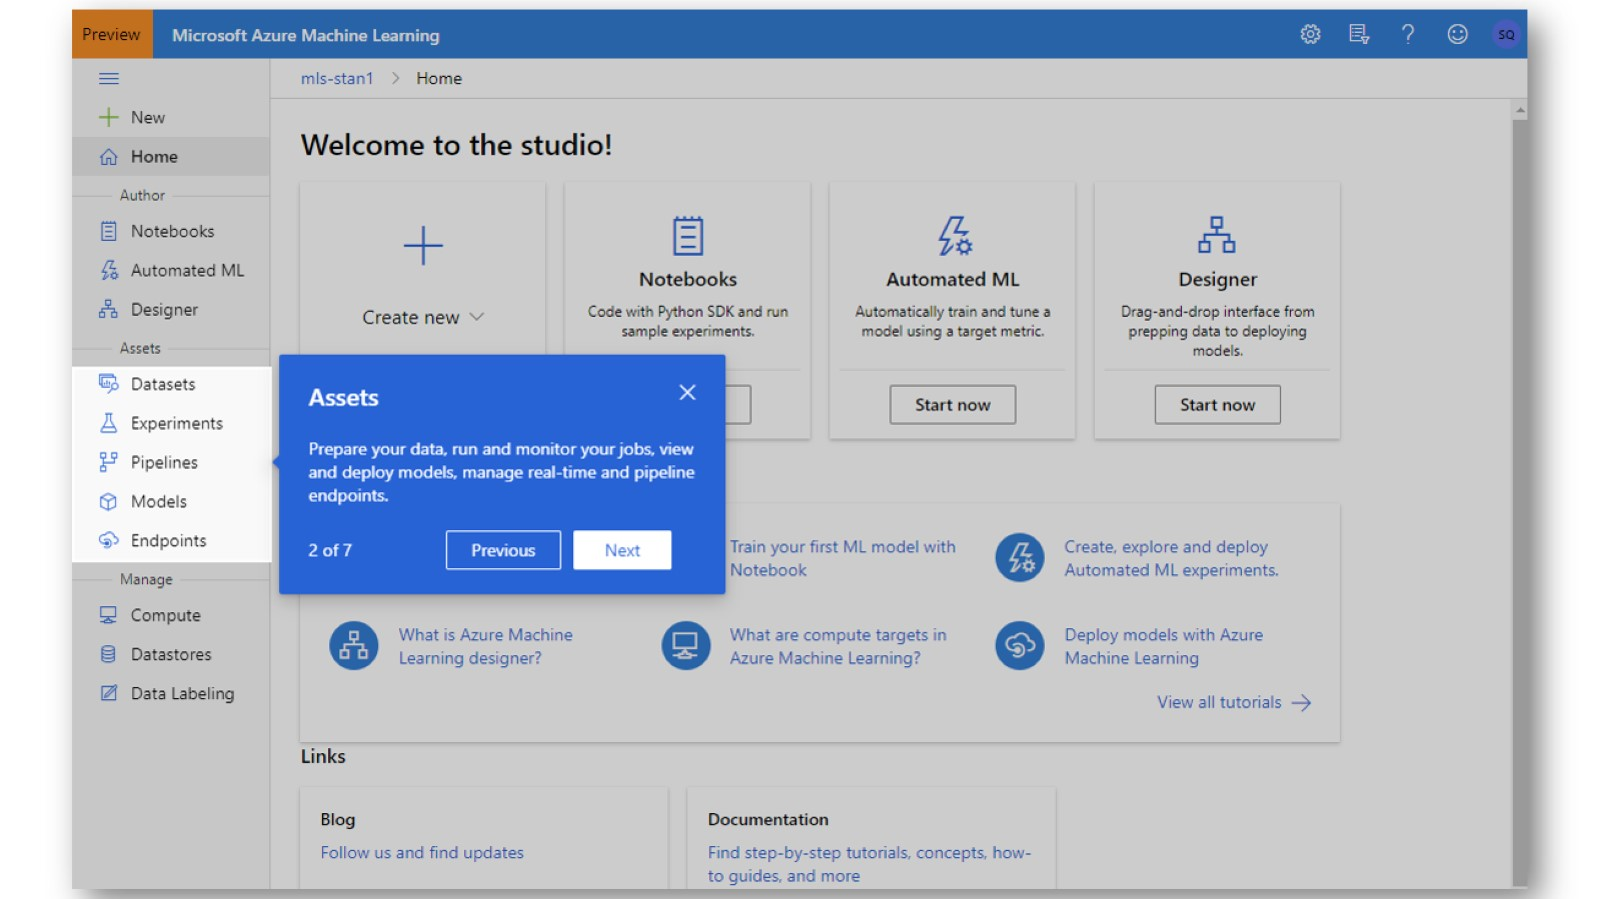 Preview
Microsoft Azure Machine Learning
SQ
mls-stan1 > Home
New
Home
Author
Notebooks
Automated ML
Designer
Assets
Datasets
Experiments
Pipelines
Models
Endpoints
Manage
Compute
Datastores
Data Labeling
Welcome to the studio!
Create new
Notebooks
Code with Python SDK and run
sample experiments.
Automated ML
Automatically train and tune a
model using a target metric.
Start now
Designer
Drag-and-drop interface from
prepping data to deploying
models.
Start now
Assets
Prepare your data, run and monitor your jobs, view
and deploy models, manage real-time and pipeline
endpoints.
2 of 7
Previous
Next
Train your first ML model with
Notebook
Create, explore and deploy
Automated ML experiments.
What is Azure Machine
Learning designer?
What are compute targets in
Azure Machine Learning?
Deploy models with Azure
Machine Learning
View all tutorials
Links
Blog
Follow us and find updates
Documentation
Find step-by-step tutorials, concepts, how-
to guides, and more